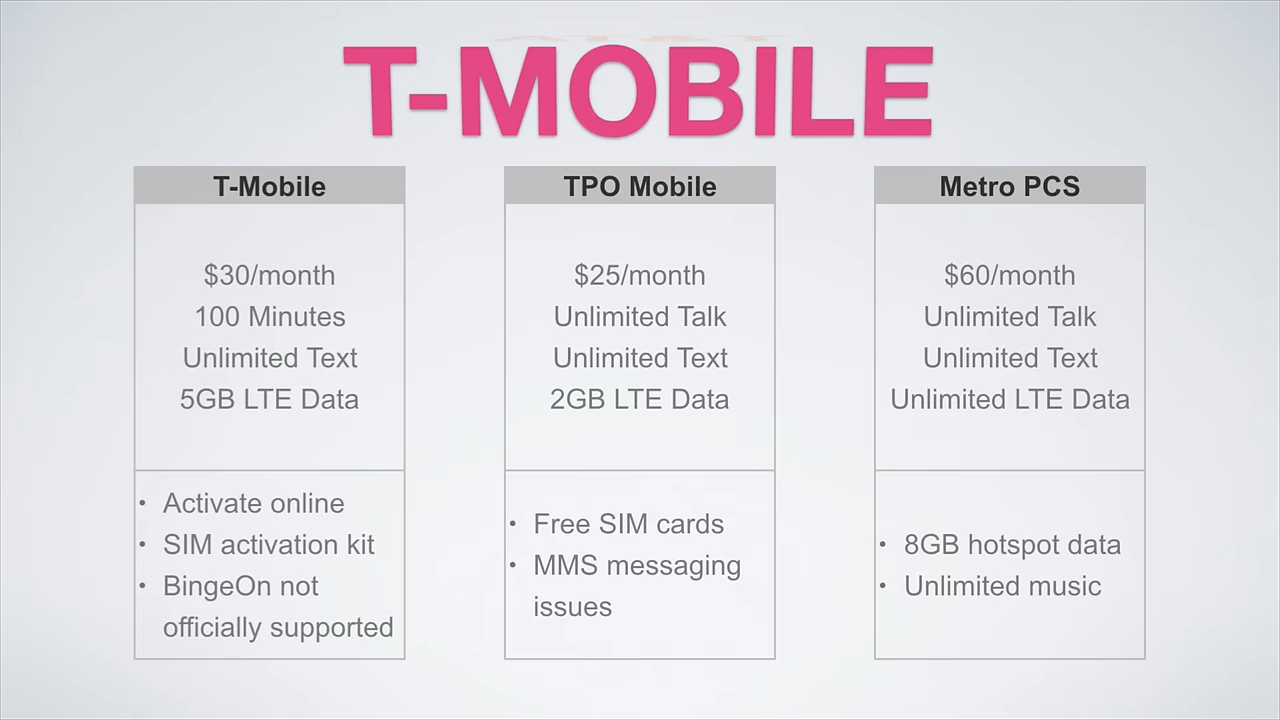 T-MOBILE
T-Mobile
$30/month
100 Minutes
Unlimited Text
5GB LTE Data
• Activate online
• SIM activation kit
• BingeOn not
officially supported
TPO Mobile
$25/month
Unlimited Talk
Unlimited Text
2GB LTE Data
• Free SIM cards
• MMS messaging
issues
Metro PCS
$60/month
Unlimited Talk
Unlimited Text
Unlimited LTE Data
• 8GB hotspot data
• Unlimited music